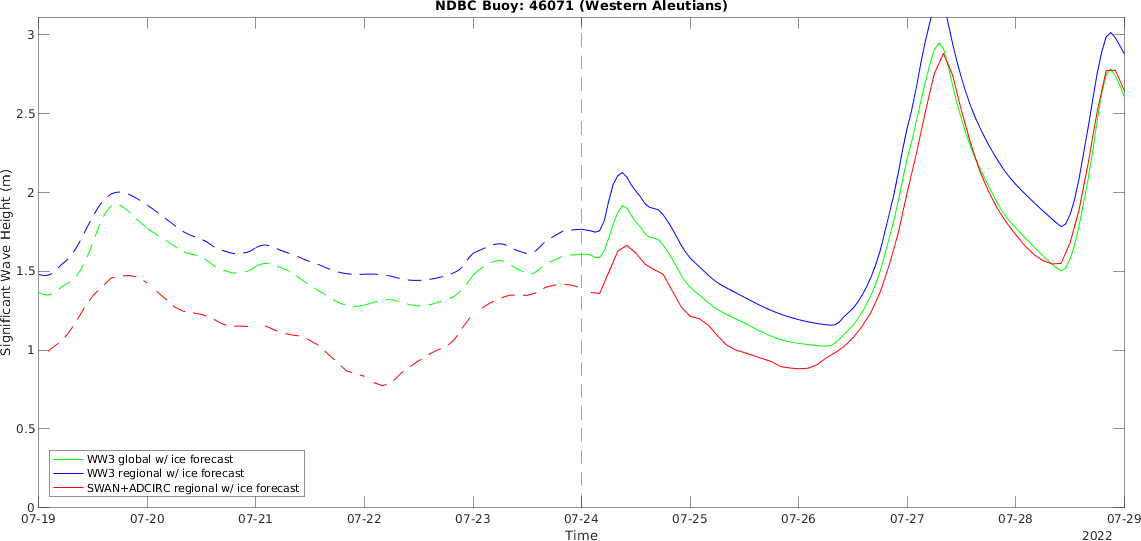 NDBC Buoy: 46071 (Western Aleutians)
3
2.5
2
1.5
1
0.5
0
Significant Wave Height (m)
WW3 global w/ ice forecast
WW3 regional w/ ice forecast
SWAN+ADCIRC regional w/ ice forecast
07-19 07-20 07-21 07-22 07-23 07-24 07-25 07-26 07-27 07-28 07-29
Time
2022